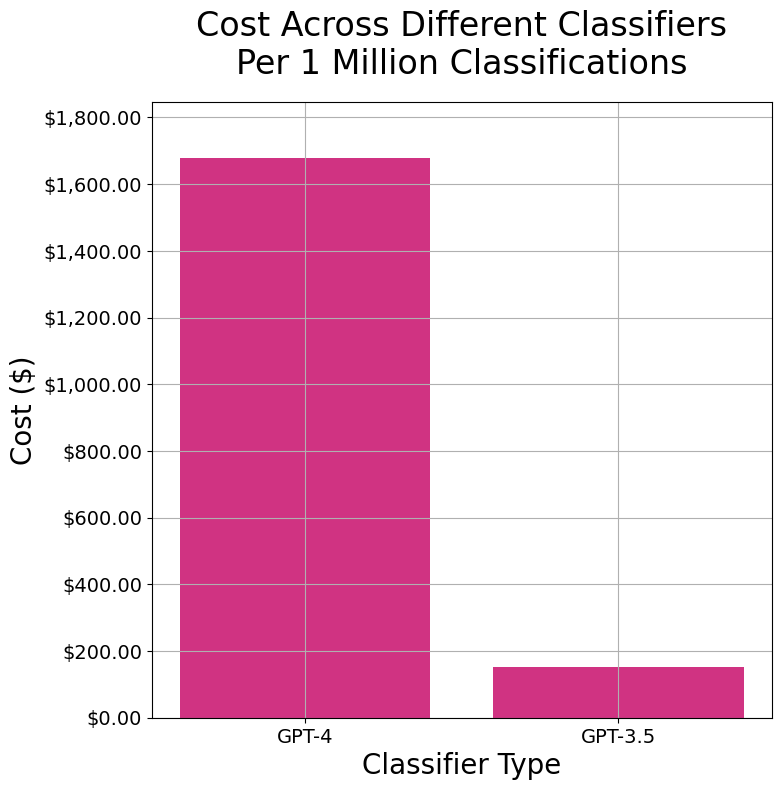 Cost Across Different Classifiers
Per 1 Million Classifications
$1,800.00
$1,600.00
$1,400.00
$1,200.00
$1,000.00
$800.00
$600.00
$400.00
$200.00
$0.00
Cost ($)
GPT-4 GPT-3.5
Classifier Type